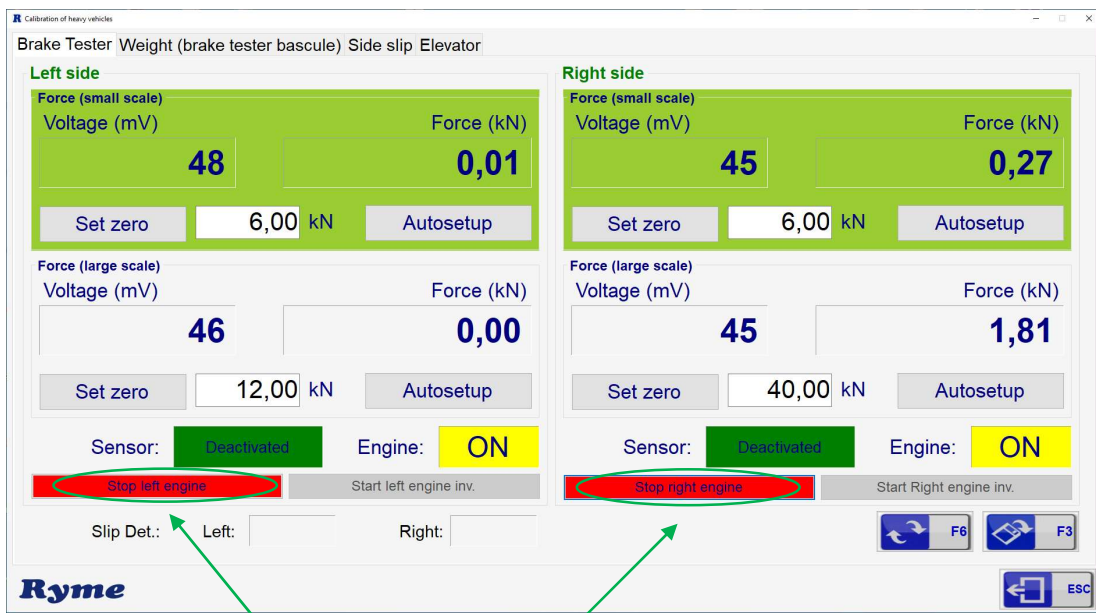 R Calibration of heavy vehicles
Brake Tester Weight (brake tester bascule) Side slip Elevator
Left side
Force (small scale)
Voltage (mV) Force (kN)
48 0,01
Set zero 6,00 kN Autosetup
Force (large scale)
Voltage (mV) Force (kN)
46 0,00
Set zero 12,00 kN Autosetup
Sensor: Deactivated Engine: ON
Stop left engine Start left engine inv.
Right side
Force (small scale)
Voltage (mV) Force (kN)
45 0,27
Set zero 6,00 kN Autosetup
Force (large scale)
Voltage (mV) Force (kN)
45 1,81
Set zero 40,00 kN Autosetup
Sensor: Deactivated Engine: ON
Stop right engine Start Right engine inv.
Slip Det.: Left: Right:
F6 F3
Ryme
ESC